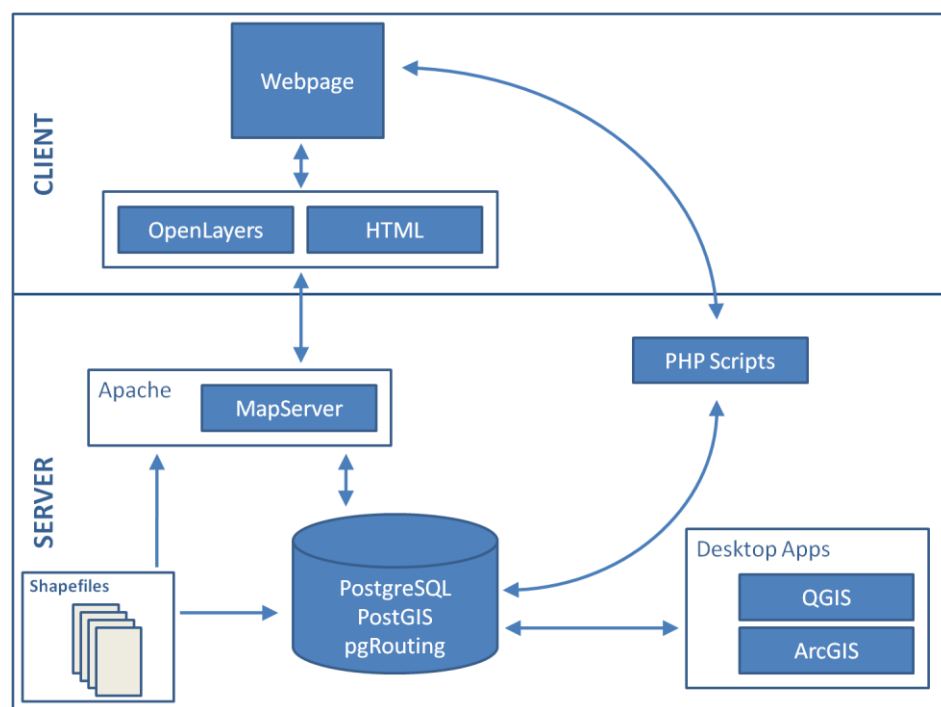 CLIENT
Webpage
OpenLayers
HTML
SERVER
Apache
MapServer
PHP Scripts
Shapefiles
PostgreSQL
PostGIS
pgRouting
Desktop Apps
QGIS
ArcGIS